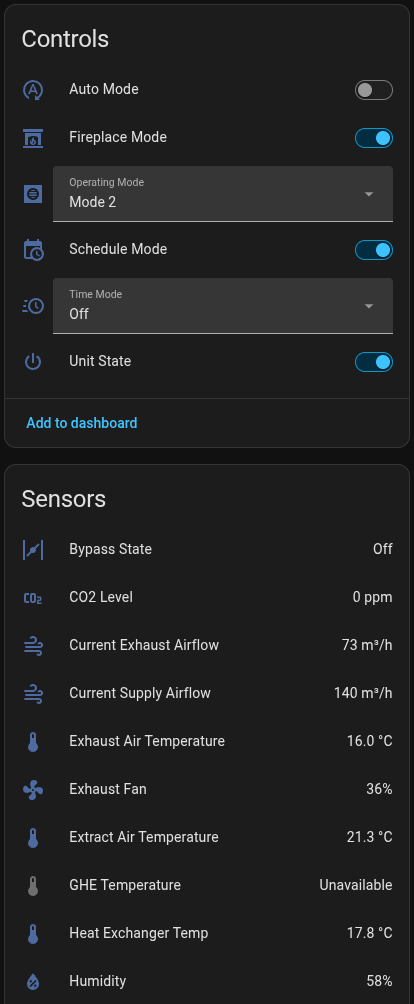 Controls
Auto Mode
Fireplace Mode
Operating Mode
Mode 2
Schedule Mode
Time Mode
Off
Unit State
Add to dashboard
Sensors
Bypass State Off
CO2 Level 0 ppm
Current Exhaust Airflow 73 m³/h
Current Supply Airflow 140 m³/h
Exhaust Air Temperature 16.0 °C
Exhaust Fan 36%
Extract Air Temperature 21.3 °C
GHE Temperature Unavailable
Heat Exchanger Temp 17.8 °C
Humidity 58%